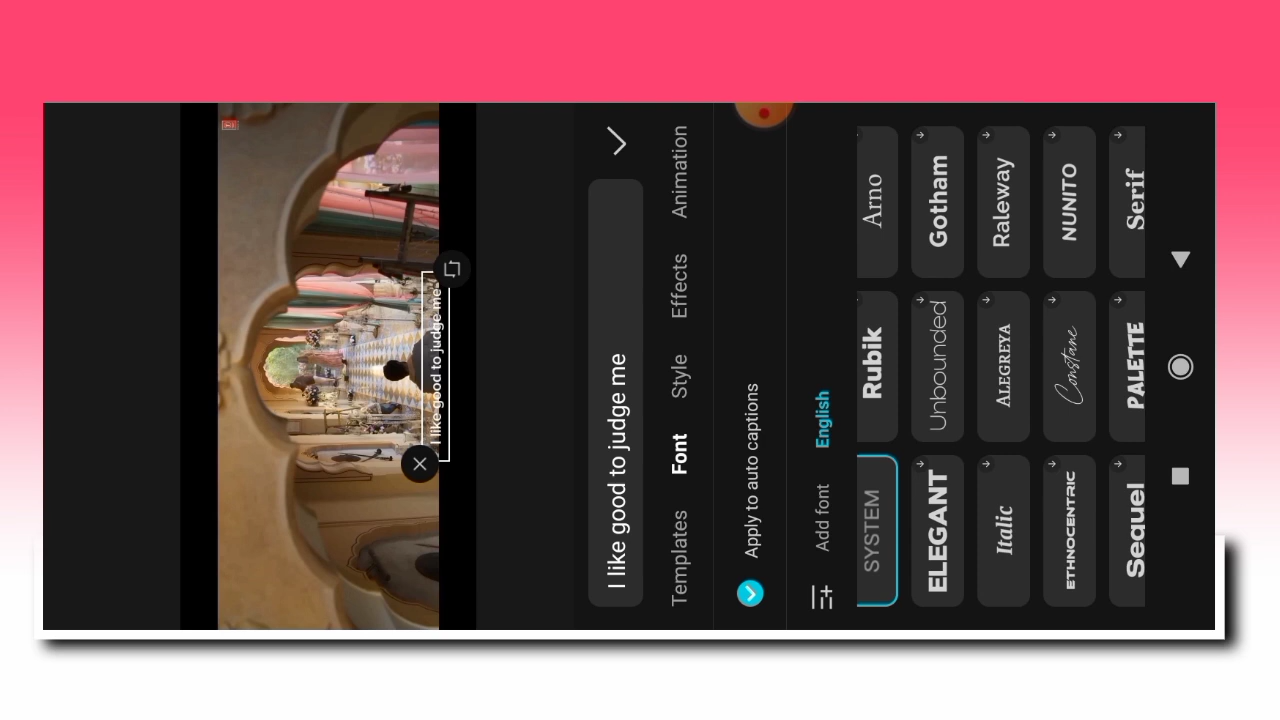 I like good to judge me
I like good to judge me
Templates Font Style Effects Animation
Apply to auto captions
Add font English
SYSTEM Rubik Arno
ELEGANT Unbounded Gotham
Italic ALEGREYA Raleway
ETHNOCENTRIC Constane NUNITO
Sequel PALETTE Serif